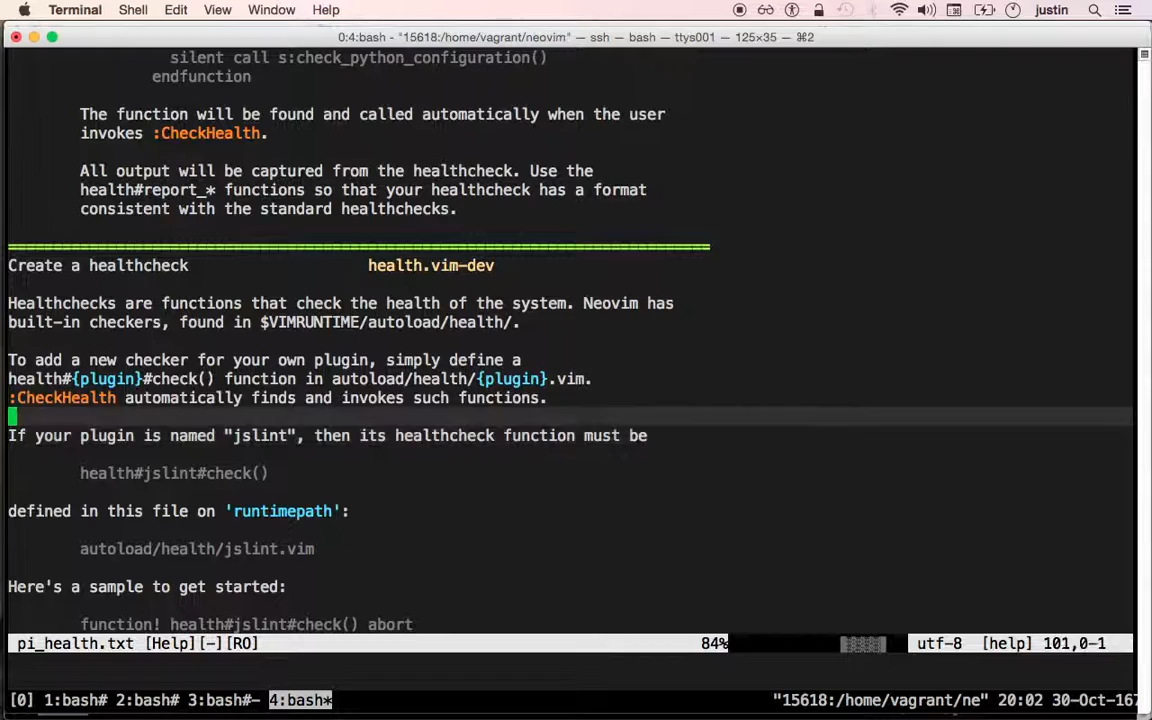 Terminal Shell Edit View Window Help justin
0:4:bash - "15618:/home/vagrant/neovim" — ssh — bash — ttys001 — 125×35 — ⌘2
silent call s:check_python_configuration()
endfunction
The function will be found and called automatically when the user
invokes :CheckHealth.
All output will be captured from the healthcheck. Use the
health#report_* functions so that your healthcheck has a format
consistent with the standard healthchecks.
==============================================================================
Create a healthcheck health.vim-dev
Healthchecks are functions that check the health of the system. Neovim has
built-in checkers, found in $VIMRUNTIME/autoload/health/.
To add a new checker for your own plugin, simply define a
health#{plugin}#check() function in autoload/health/{plugin}.vim.
:CheckHealth automatically finds and invokes such functions.
If your plugin is named "jslint", then its healthcheck function must be
health#jslint#check()
defined in this file on 'runtimepath':
autoload/health/jslint.vim
Here's a sample to get started:
function! health#jslint#check() abort
pi_health.txt [Help][-][RO] 84% utf-8 [help] 101,0-1
[0] 1:bash# 2:bash# 3:bash#- 4:bash* "15618:/home/vagrant/ne" 20:02 30-Oct-167